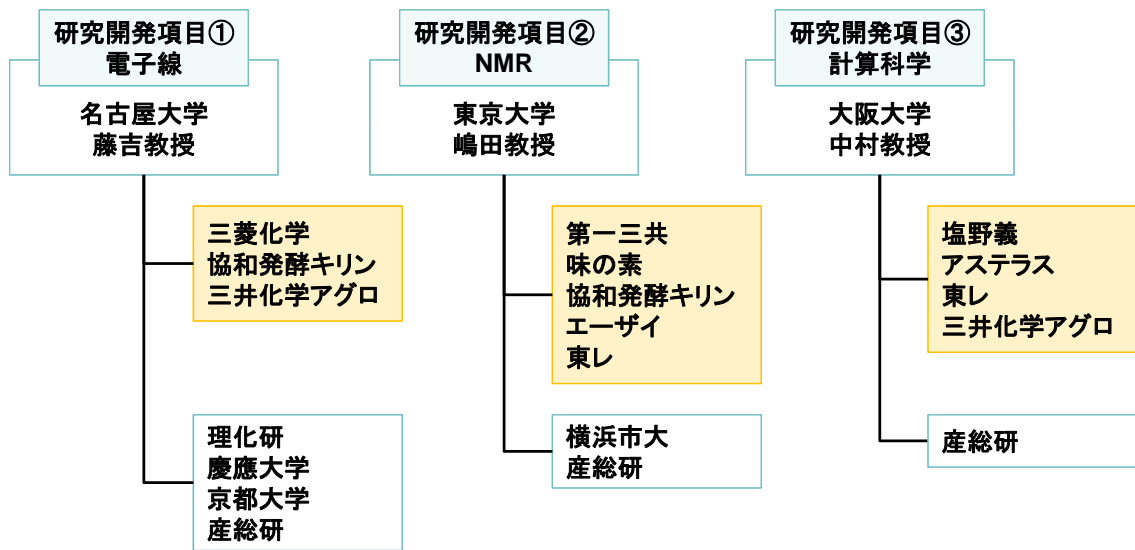 研究開発項目①
電子線
名古屋大学
藤吉教授
三菱化学
協和発酵キリン
三井化学アグロ
理化研
慶應大学
京都大学
産総研
研究開発項目②
NMR
東京大学
嶋田教授
第一三共
味の素
協和発酵キリン
エーザイ
東レ
横浜市大
産総研
研究開発項目③
計算科学
大阪大学
中村教授
塩野義
アステラス
東レ
三井化学アグロ
産総研